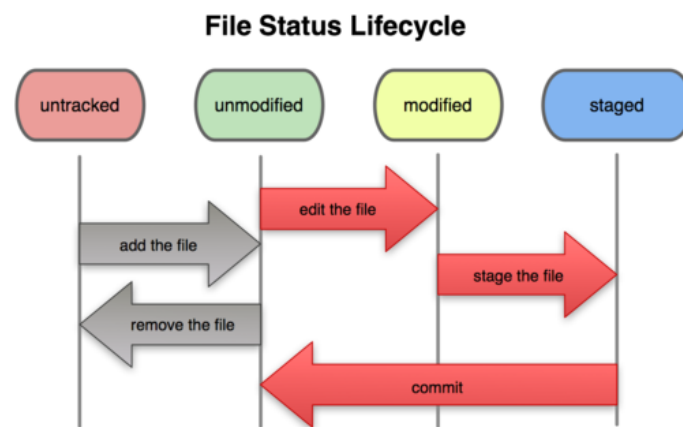 File Status Lifecycle
untracked
unmodified
modified
staged
edit the file
add the file
stage the file
remove the file
commit